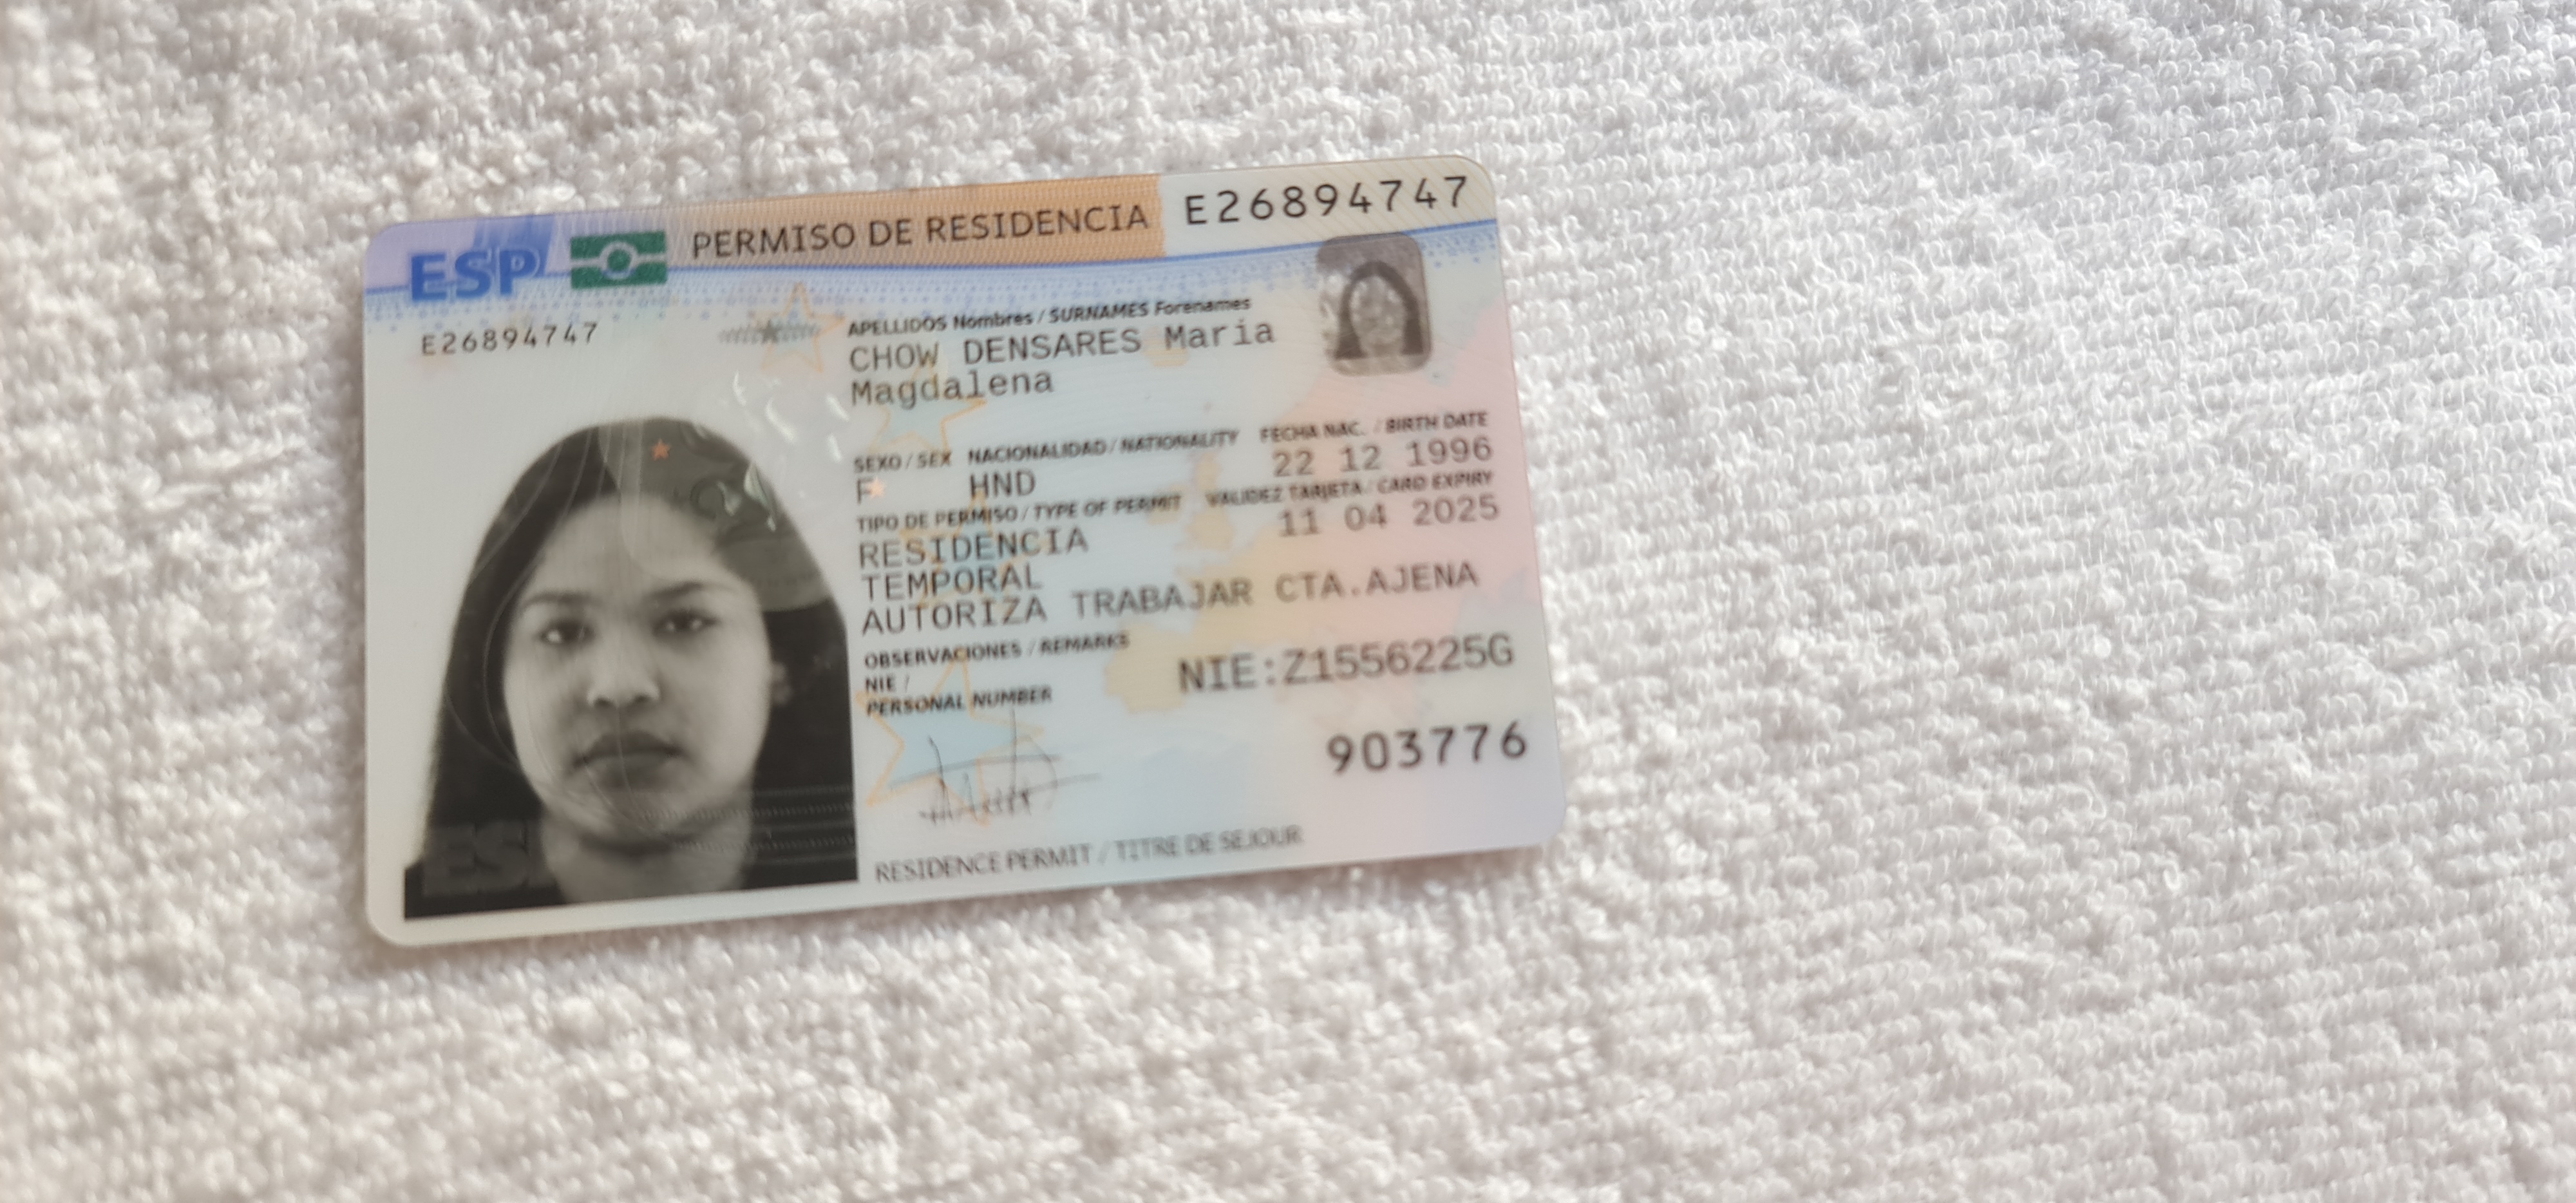 ESP PERMISO DE RESIDENCIA E26894747
E26894747
APELLIDOS Nombres / SURNAMES Forenames
CHOW DENSARES Maria
Magdalena
SEXO / SEX NACIONALIDAD / NATIONALITY FECHA NAC. / BIRTH DATE
F HND 22 12 1996
TIPO DE PERMISO / TYPE OF PERMIT VALIDEZ TARJETA / CARD EXPIRY
RESIDENCIA 11 04 2025
TEMPORAL
AUTORIZA TRABAJAR CTA.AJENA
OBSERVACIONES / REMARKS
NIE /
PERSONAL NUMBER
NIE:Z1556225G
903776
RESIDENCE PERMIT / TITRE DE SEJOUR